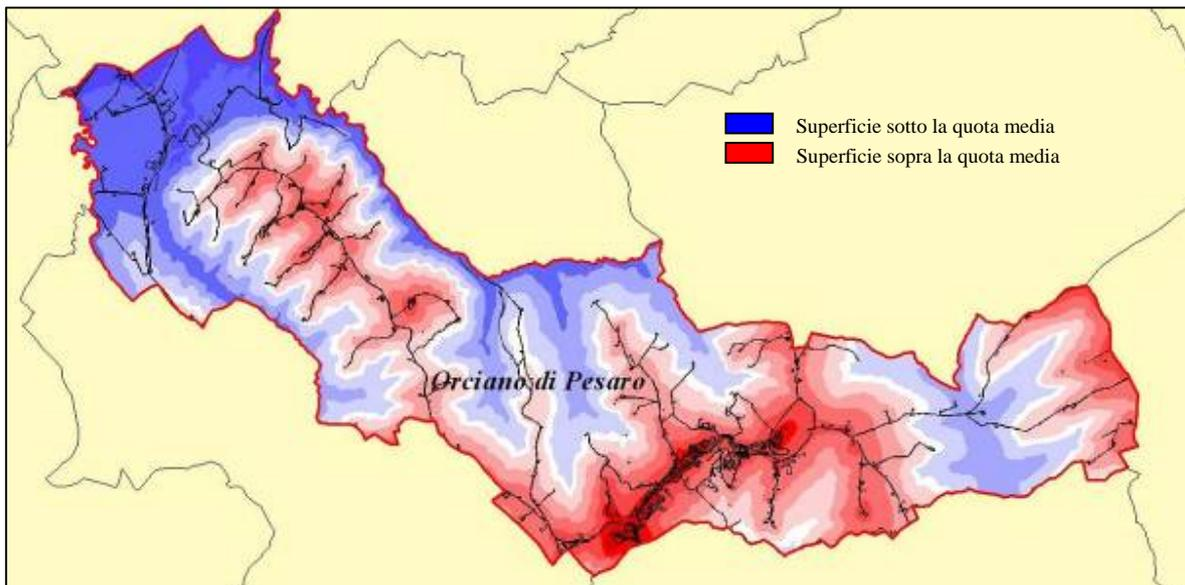 Superficie sotto la quota media
Superficie sopra la quota media
Orciano di Pesaro